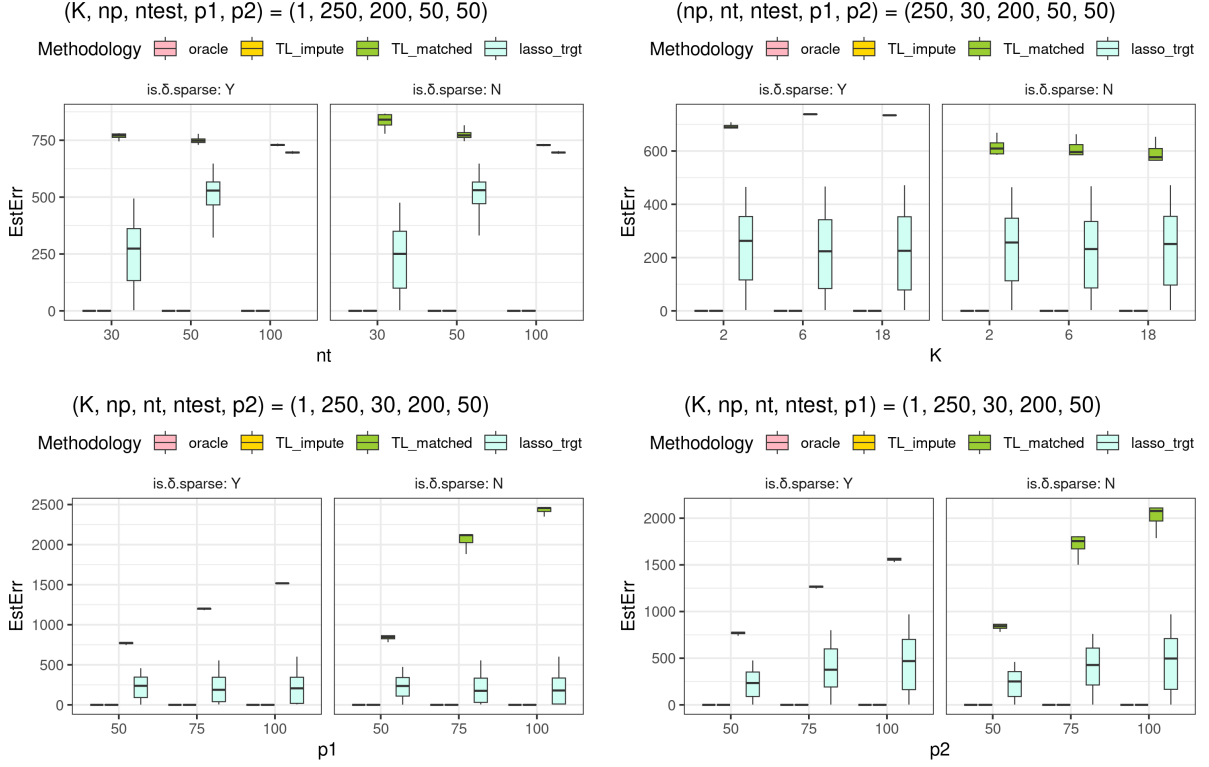 (K, np, ntest, p1, p2) = (1, 250, 200, 50, 50)
Methodology oracle TL_impute TL_matched lasso_trgt
is.δ.sparse: Y is.δ.sparse: N
EstErr
750
500
250
0
30 50 100 30 50 100
nt
(np, nt, ntest, p1, p2) = (250, 30, 200, 50, 50)
Methodology oracle TL_impute TL_matched lasso_trgt
is.δ.sparse: Y is.δ.sparse: N
EstErr
600
400
200
0
2 6 18 2 6 18
K
(K, np, nt, ntest, p2) = (1, 250, 30, 200, 50)
Methodology oracle TL_impute TL_matched lasso_trgt
is.δ.sparse: Y is.δ.sparse: N
EstErr
2500
2000
1500
1000
500
0
50 75 100 50 75 100
p1
(K, np, nt, ntest, p1) = (1, 250, 30, 200, 50)
Methodology oracle TL_impute TL_matched lasso_trgt
is.δ.sparse: Y is.δ.sparse: N
EstErr
2000
1500
1000
500
0
50 75 100 50 75 100
p2